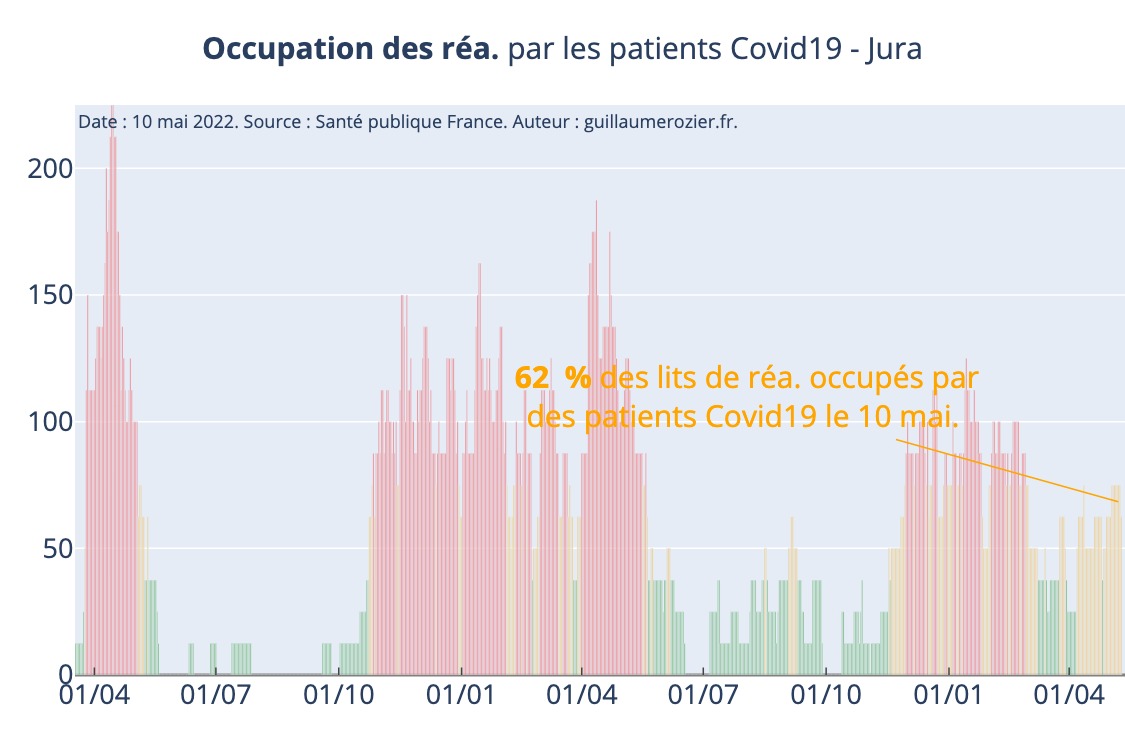 Occupation des réa. par les patients Covid19 - Jura
Date : 10 mai 2022. Source : Santé publique France. Auteur : guillaumerozier.fr.
200
150
62  % des lits de réa. occupés par
des patients Covid19 le 10 mai.
100
50
0
01/04 01/07 01/10 01/01 01/04 01/07 01/10 01/01 01/04